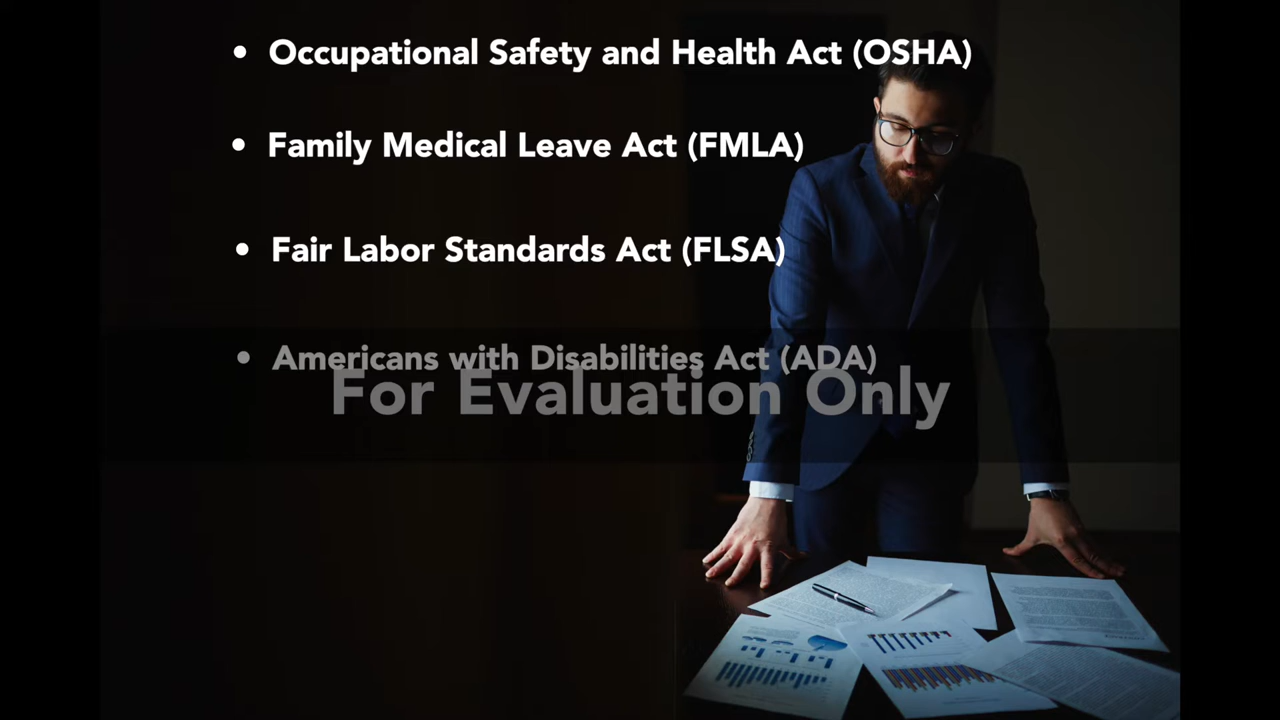 • Occupational Safety and Health Act (OSHA)
• Family Medical Leave Act (FMLA)
• Fair Labor Standards Act (FLSA)
• Americans with Disabilities Act (ADA)
For Evaluation Only